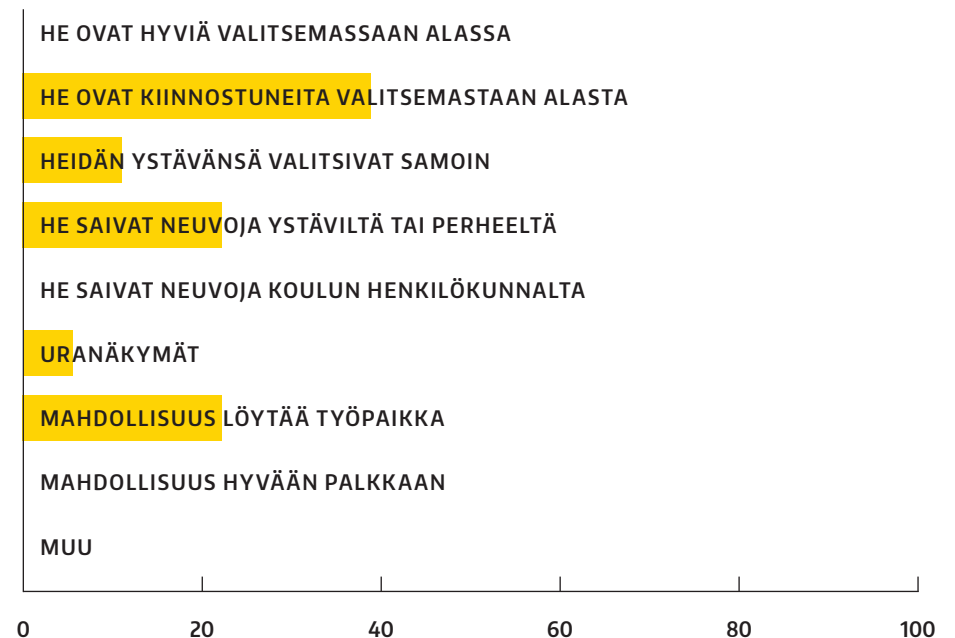 HE OVAT HYVIÄ VALITSEMASSAAN ALASSA
HE OVAT KIINNOSTUNEITA VALITSEMASTAAN ALASTA
HEIDÄN YSTÄVÄNSÄ VALITSIVAT SAMOIN
HE SAIVAT NEUVOJA YSTÄVILTÄ TAI PERHEELTÄ
HE SAIVAT NEUVOJA KOULUN HENKILÖKUNNALTA
URANÄKYMÄT
MAHDOLLISUUS LÖYTÄÄ TYÖPAIKKA
MAHDOLLISUUS HYVÄÄN PALKKAAN
MUU
0 20 40 60 80 100